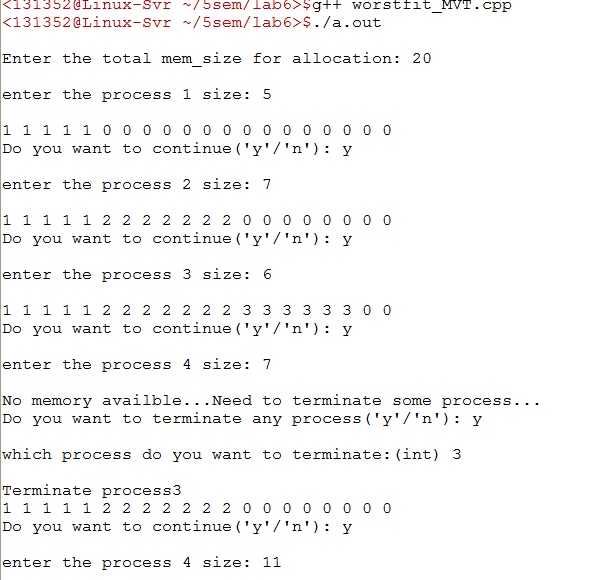 <131352@Linux-Svr ~/5sem/lab6>$g++ worstfit_MVT.cpp
<131352@Linux-Svr ~/5sem/lab6>$./a.out
Enter the total mem_size for allocation: 20
enter the process 1 size: 5
1 1 1 1 1 0 0 0 0 0 0 0 0 0 0 0 0 0 0 0
Do you want to continue('y'/'n'): y
enter the process 2 size: 7
1 1 1 1 1 2 2 2 2 2 2 2 0 0 0 0 0 0 0 0
Do you want to continue('y'/'n'): y
enter the process 3 size: 6
1 1 1 1 1 2 2 2 2 2 2 2 3 3 3 3 3 3 0 0
Do you want to continue('y'/'n'): y
enter the process 4 size: 7
No memory availble...Need to terminate some process...
Do you want to terminate any process('y'/'n'): y
which process do you want to terminate:(int) 3
Terminate process3
1 1 1 1 1 2 2 2 2 2 2 2 0 0 0 0 0 0 0 0
Do you want to continue('y'/'n'): y
enter the process 4 size: 11